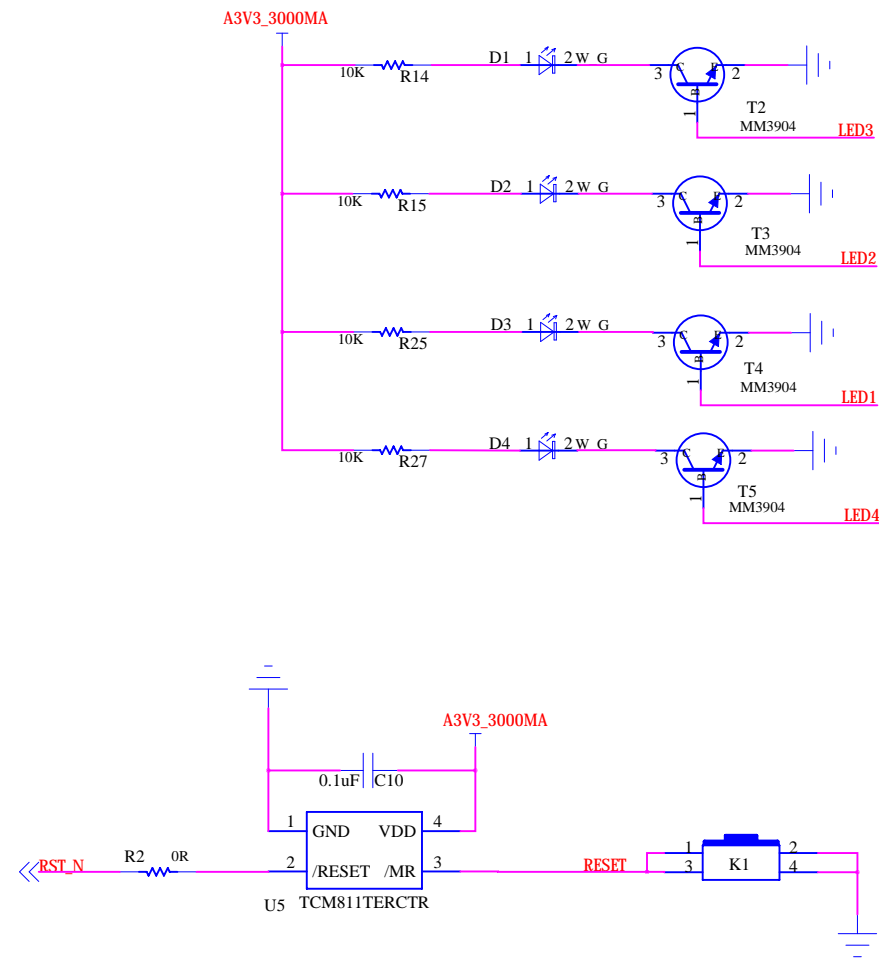 A3V3_3000MA
D1 1 2 W G
10K R14
3 C E 2
B
1
T2
MM3904
LED3
D2 1 2 W G
10K R15
3 C E 2
B
1
T3
MM3904
LED2
D3 1 2 W G
10K R25
3 C E 2
B
1
T4
MM3904
LED1
D4 1 2 W G
10K R27
3 C E 2
B
1
T5
MM3904
LED4
A3V3_3000MA
0.1uF C10
1 GND VDD 4
RST_N R2 0R 2 /RESET /MR 3 RESET
U5 TCM811TERCTR
1 2
3 K1 4